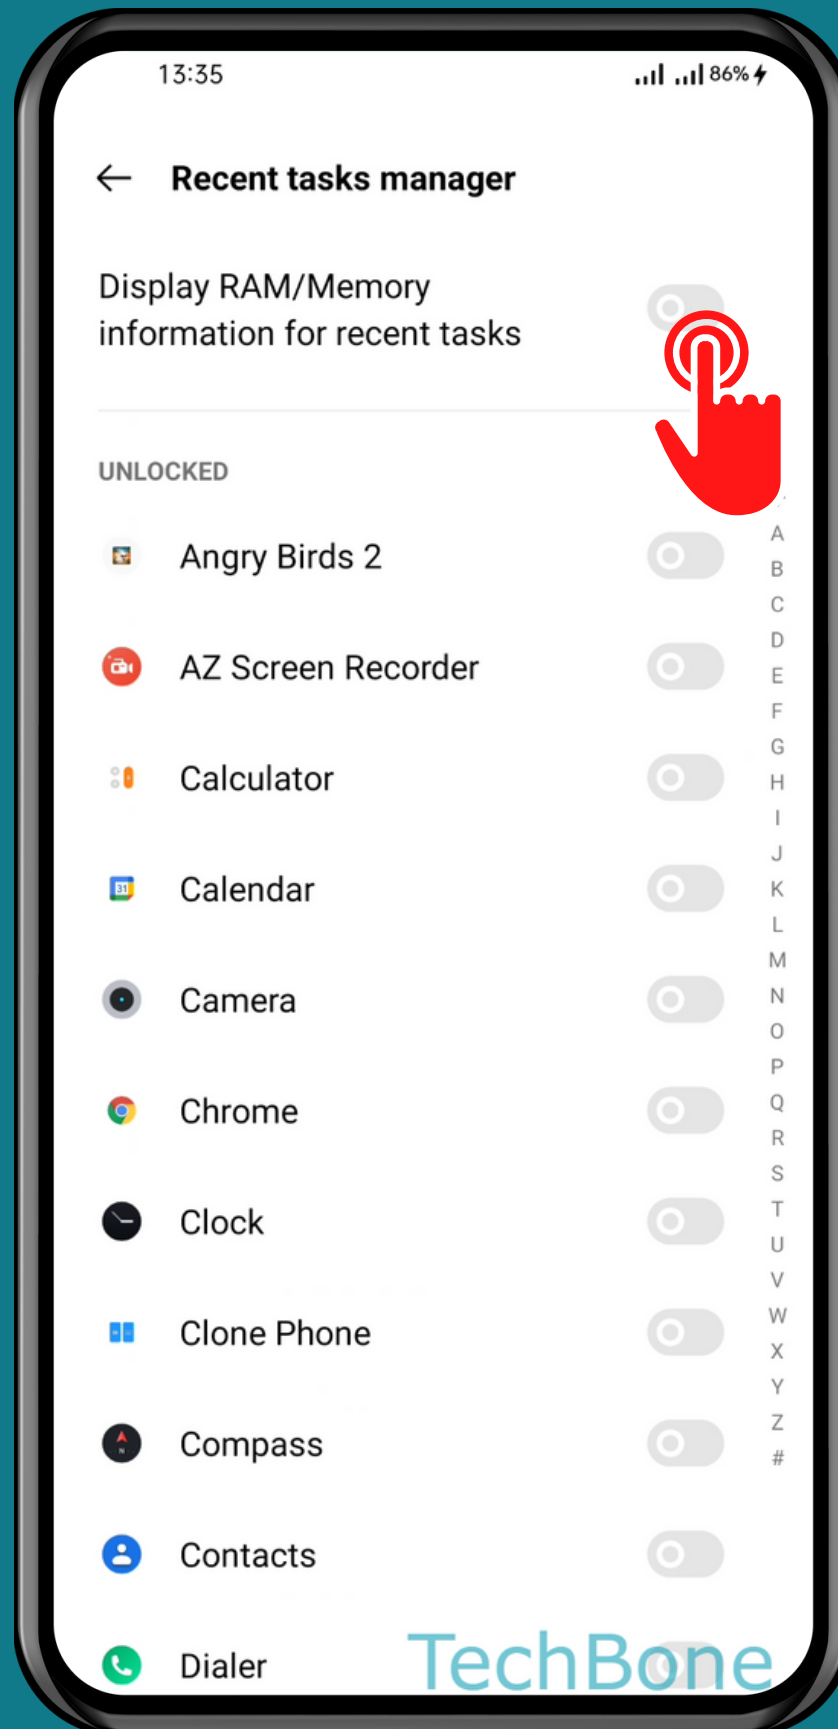 13:35
86%
Recent tasks manager
Display RAM/Memory
information for recent tasks
UNLOCKED
Angry Birds 2
AZ Screen Recorder
Calculator
31
Calendar
Camera
Chrome
Clock
Clone Phone
N
Compass
Contacts
Dialer
A
B
C
D
E
F
G
H
I
J
K
L
M
N
O
P
Q
R
S
T
U
V
W
X
Y
Z
#
TechBone